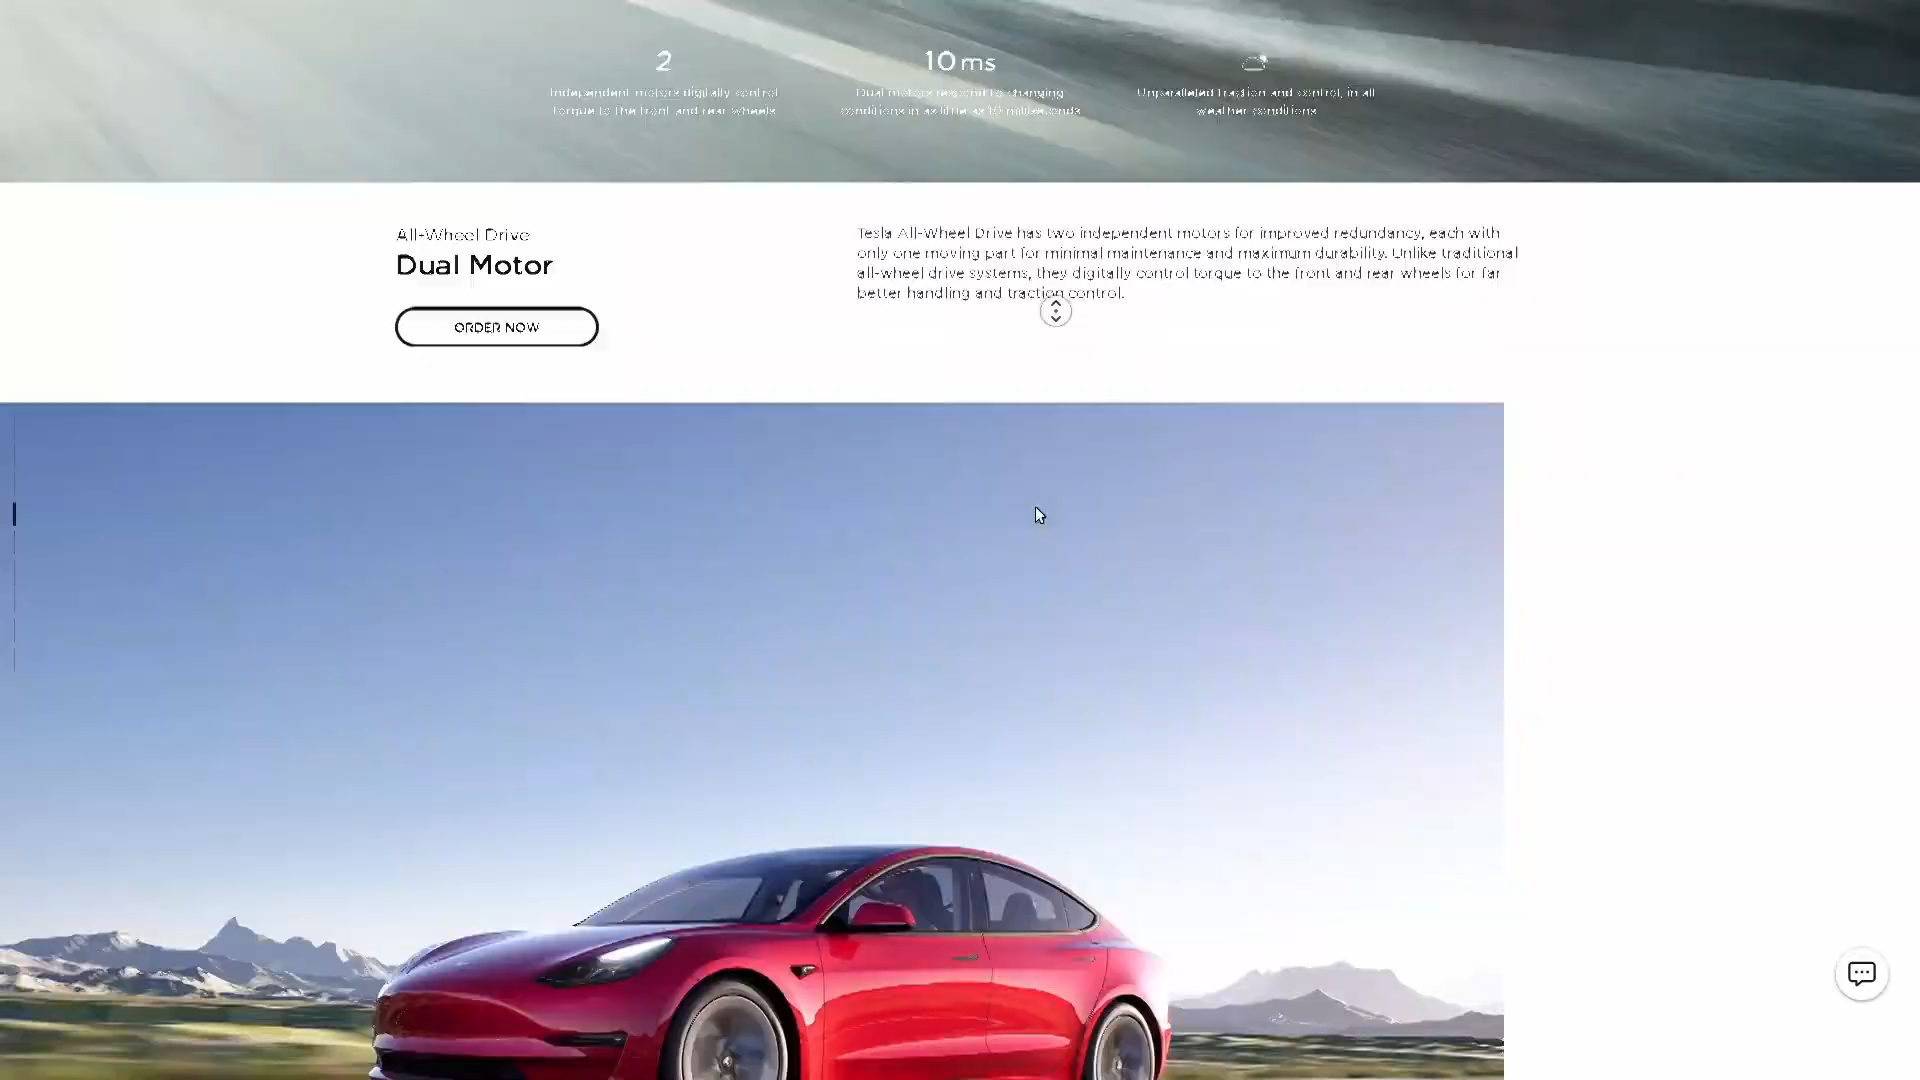 2
Independent motors digitally control
torque to the front and rear wheels
10 ms
Dual motors respond to changing
conditions in as little as 10 milliseconds
Unparalleled traction and control, in all
weather conditions
All-Wheel Drive
Dual Motor
ORDER NOW
Tesla All-Wheel Drive has two independent motors for improved redundancy, each with
only one moving part for minimal maintenance and maximum durability. Unlike traditional
all-wheel drive systems, they digitally control torque to the front and rear wheels for far
better handling and traction control.